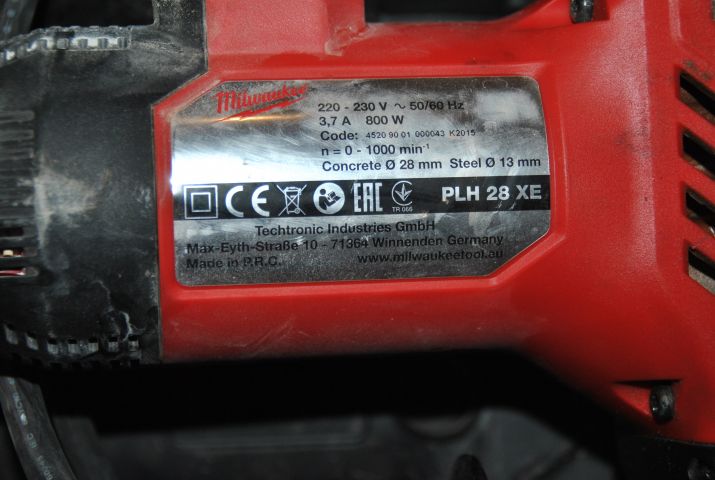 Milwaukee
220 - 230 V ~ 50/60 Hz
3,7 A 800 W
Code: 4520 90 01 000043 K2015
n = 0 - 1000 min-¹
Concrete Ø 28 mm Steel Ø 13 mm
CE EAC TR 066 PLH 28 XE
Techtronic Industries GmbH
Max-Eyth-Straße 10 - 71364 Winnenden Germany
Made in P.R.C. www.milwaukeetool.eu